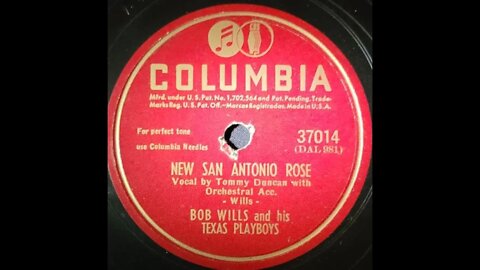 COLUMBIA
Mfrd. under U.S. Pat. No. 1,702,564 and Pat. Pending. Trade-
Marks Reg. U.S. Pat. Off.-Marcas Registradas. Made in U.S.A.
For perfect tone
use Columbia Needles
37014
(DAL 981)
NEW SAN ANTONIO ROSE
Vocal by Tommy Duncan with
Orchestral Acc.
- Wills -
BOB WILLS and his
TEXAS PLAYBOYS